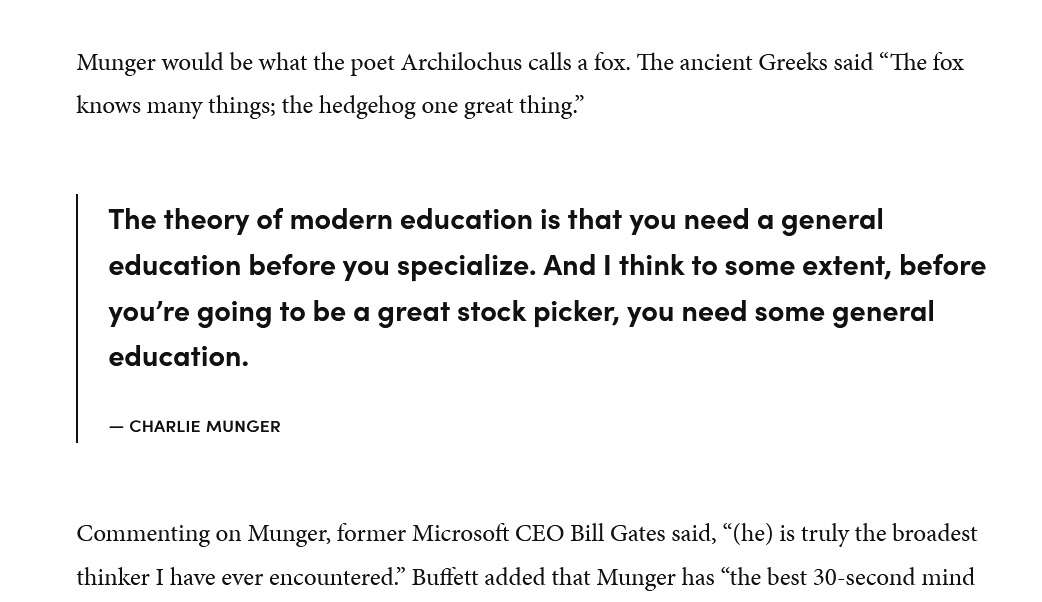 Munger would be what the poet Archilochus calls a fox. The ancient Greeks said “The fox
knows many things; the hedgehog one great thing.”
The theory of modern education is that you need a general
education before you specialize. And I think to some extent, before
you’re going to be a great stock picker, you need some general
education.
— CHARLIE MUNGER
Commenting on Munger, former Microsoft CEO Bill Gates said, “(he) is truly the broadest
thinker I have ever encountered.” Buffett added that Munger has “the best 30-second mind